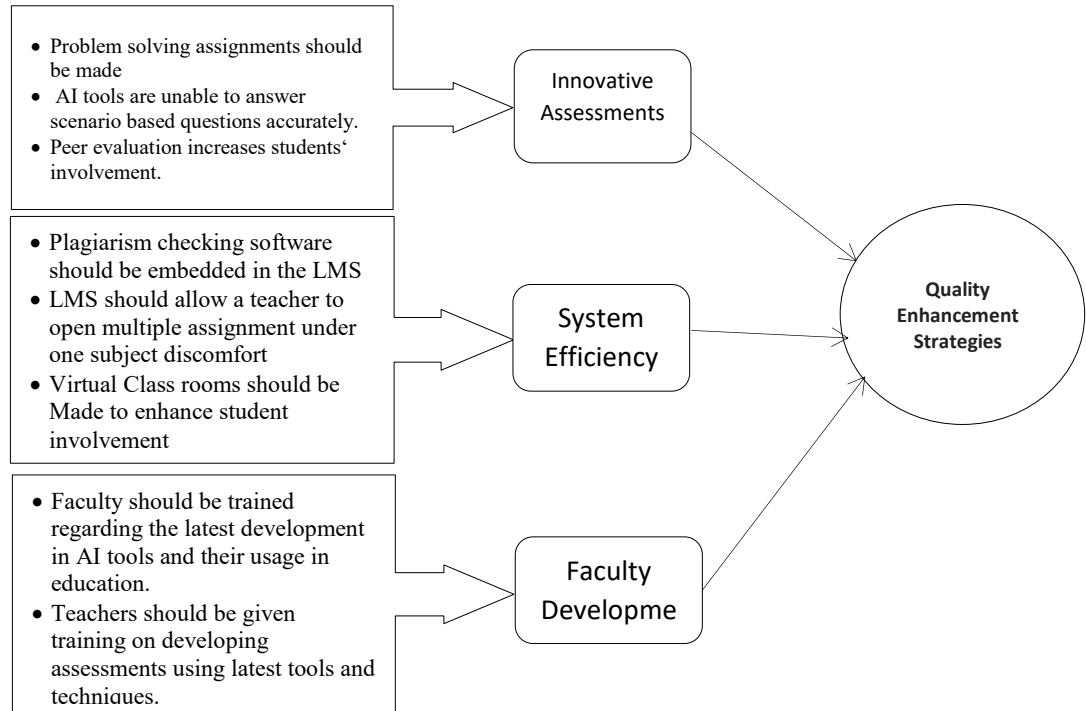 • Problem solving assignments should
be made
• AI tools are unable to answer
scenario based questions accurately.
• Peer evaluation increases students‘
involvement.
Innovative
Assessments
• Plagiarism checking software
should be embedded in the LMS
• LMS should allow a teacher to
open multiple assignment under
one subject discomfort
• Virtual Class rooms should be
Made to enhance student
involvement
System
Efficiency
Quality
Enhancement
Strategies
• Faculty should be trained
regarding the latest development
in AI tools and their usage in
education.
• Teachers should be given
training on developing
assessments using latest tools and
techniques.
Faculty
Developme